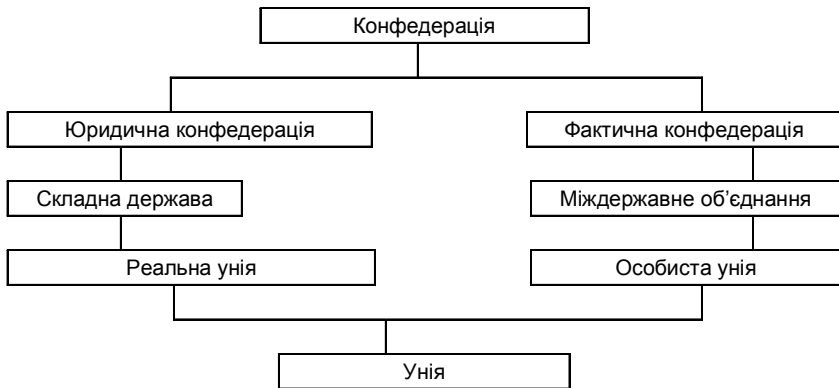 Конфедерація
Юридична конфедерація
Фактична конфедерація
Складна держава
Міждержавне об’єднання
Реальна унія
Особиста унія
Унія